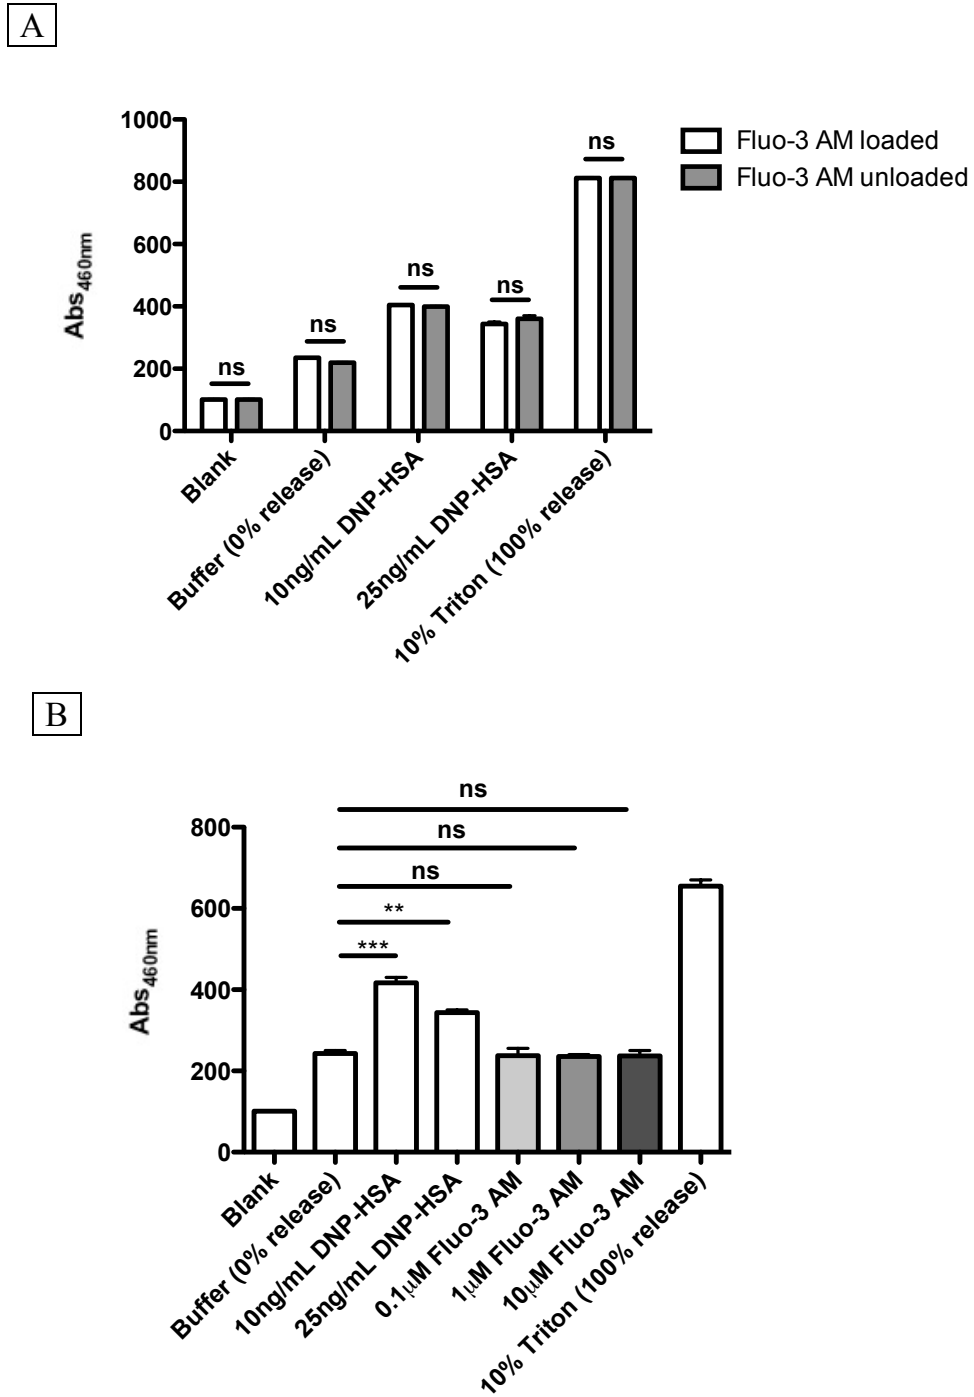 A
1000
800
600
400
200
0
Abs460nm
ns
ns
ns
ns
ns
Fluo-3 AM loaded
Fluo-3 AM unloaded
Blank
Buffer (0% release)
10ng/mL DNP-HSA
25ng/mL DNP-HSA
10% Triton (100% release)
B
ns
ns
ns
**
***
800
600
400
200
0
Abs460nm
Blank
Buffer (0% release)
10ng/mL DNP-HSA
25ng/mL DNP-HSA
0.1µM Fluo-3 AM
1µM Fluo-3 AM
10µM Fluo-3 AM
10% Triton (100% release)